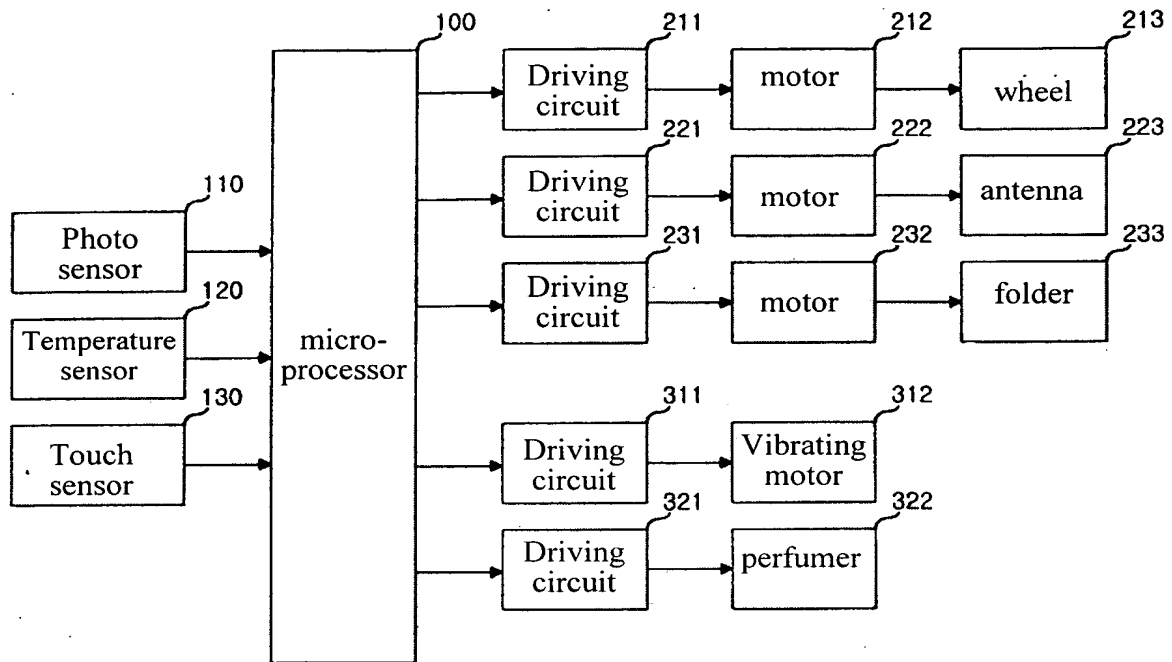 100
211
212
213
Driving
circuit
motor
wheel
221
222
223
Driving
circuit
motor
antenna
110
Photo
sensor
231
232
233
Driving
circuit
motor
folder
120
Temperature
sensor
micro-
processor
130
Touch
sensor
311
312
Driving
circuit
Vibrating
motor
321
322
Driving
circuit
perfumer